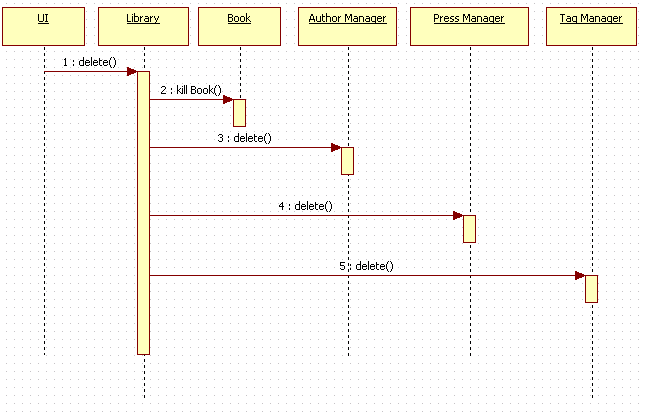 UI
Library
Book
Author Manager
Press Manager
Tag Manager
1 : delete()
2 : kill Book()
3 : delete()
4 : delete()
5 : delete()